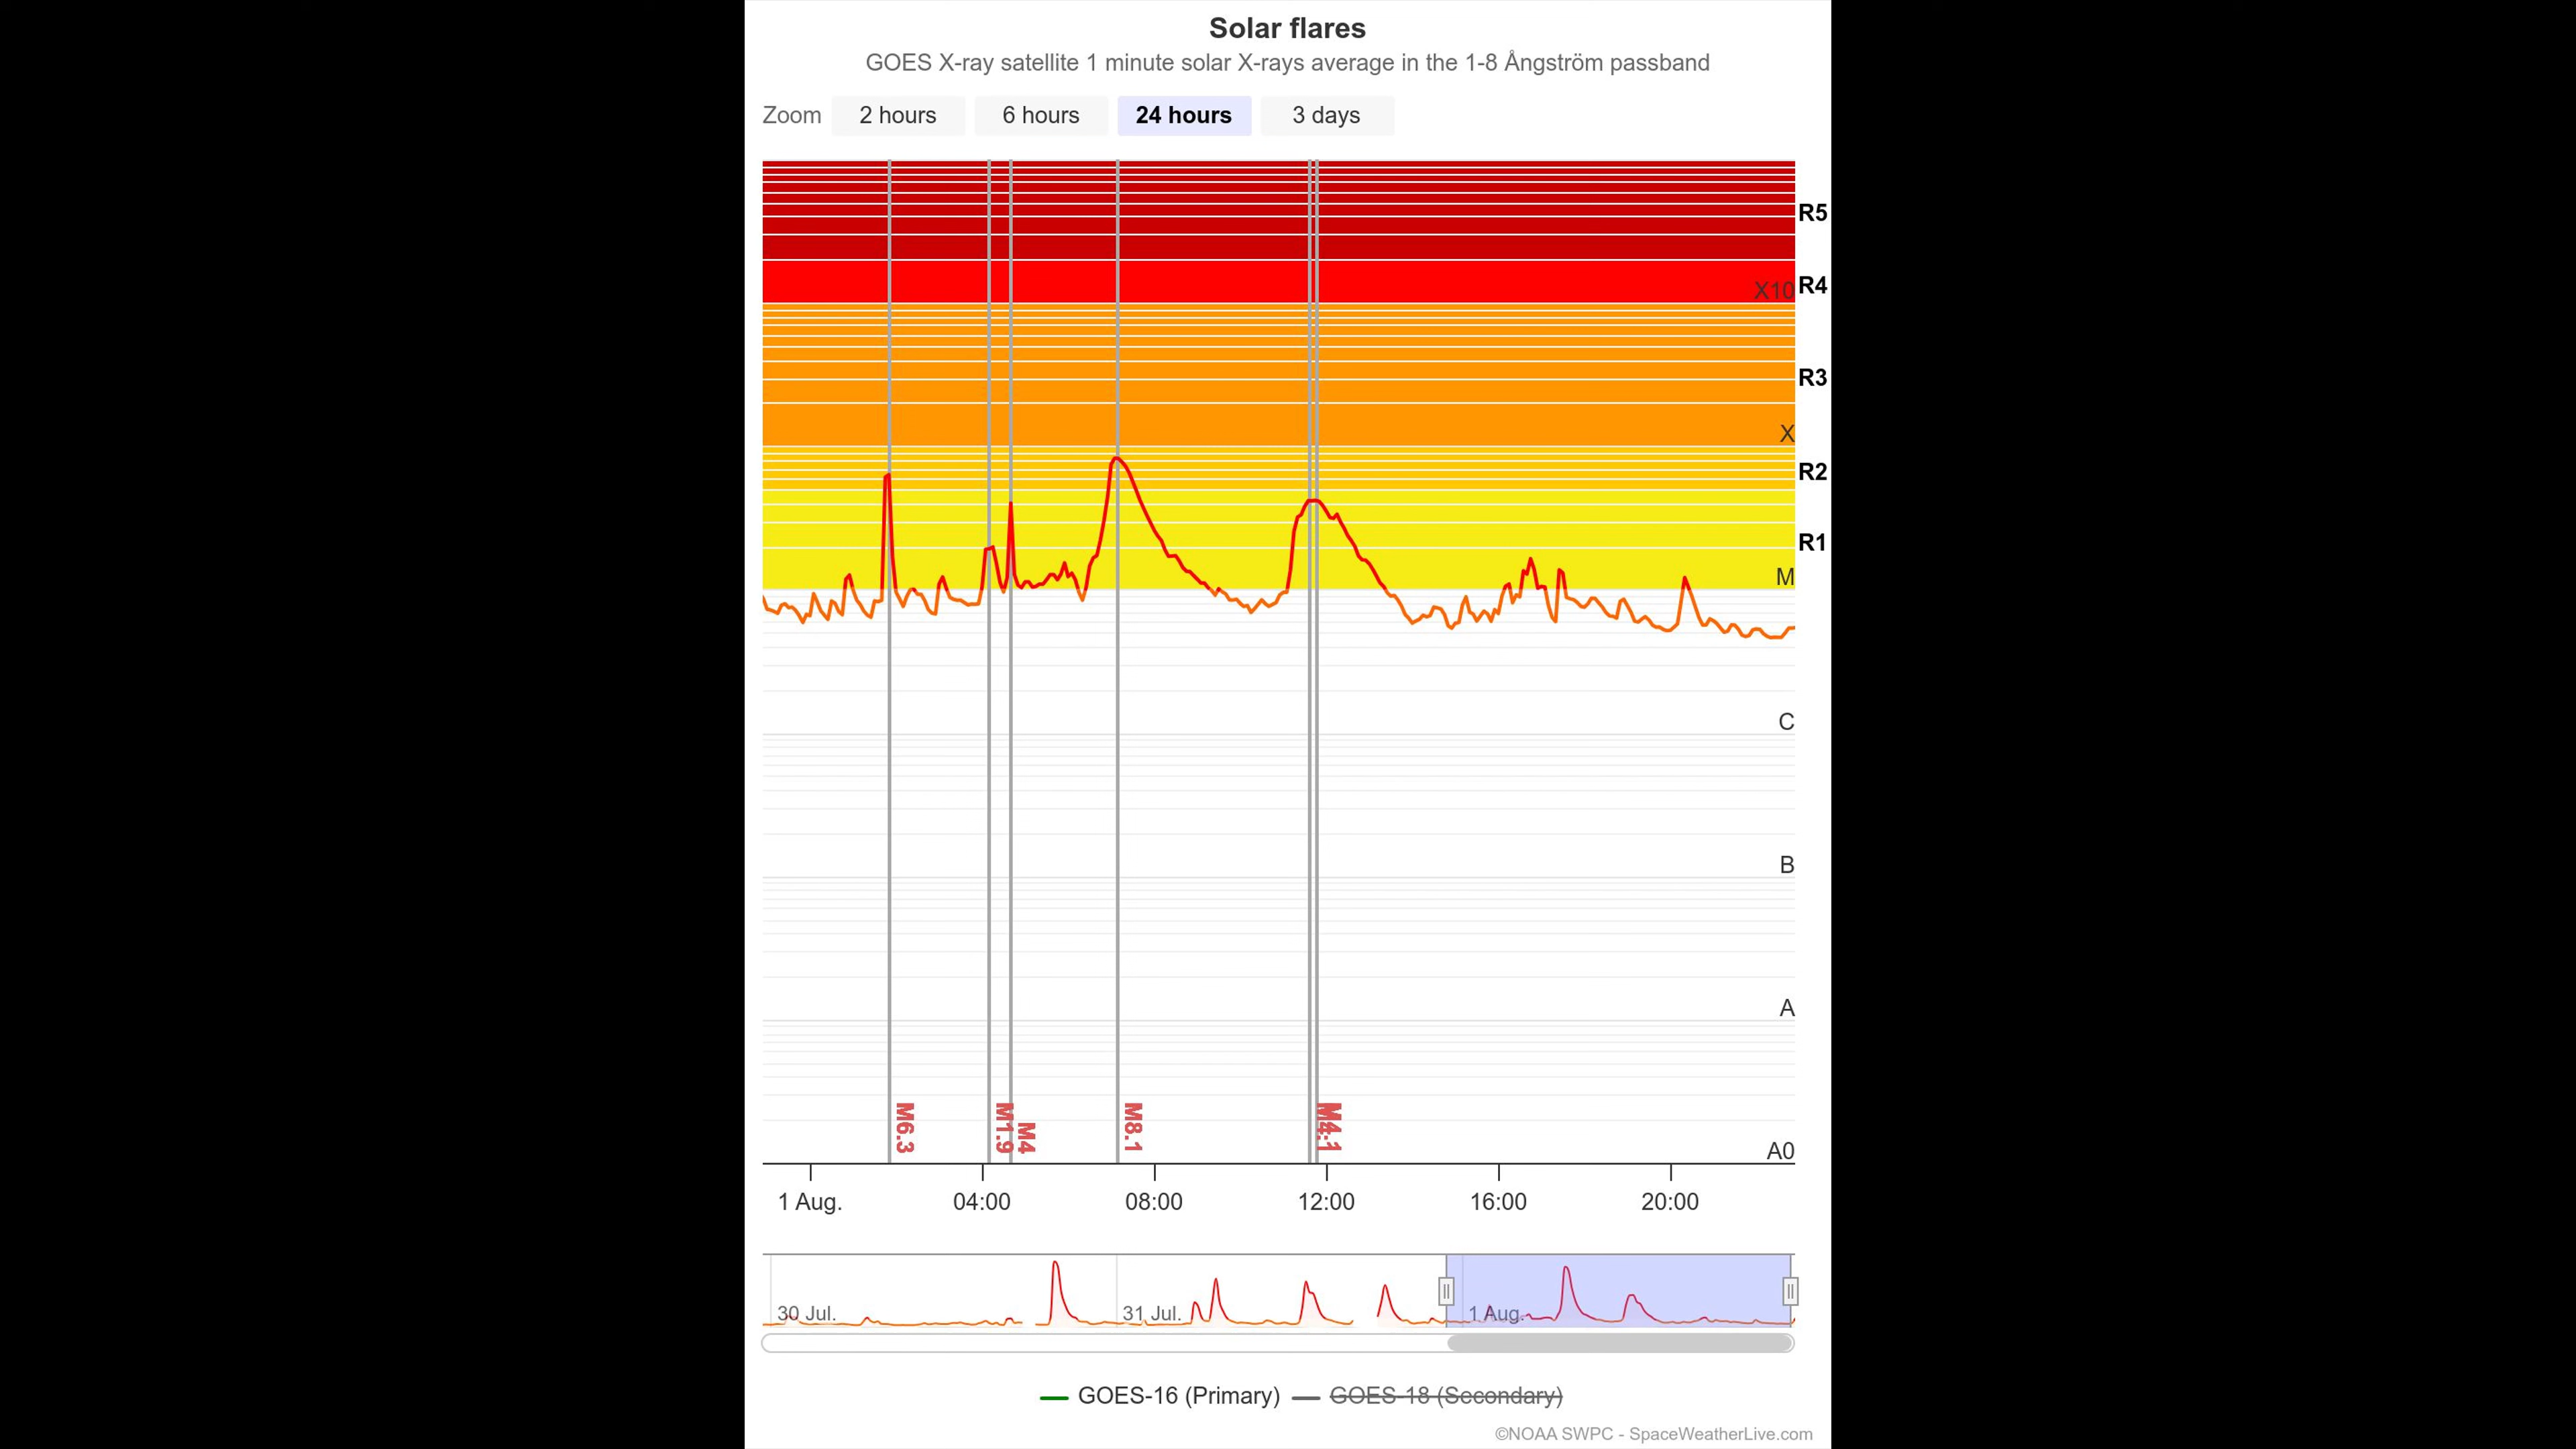 Solar flares
GOES X-ray satellite 1 minute solar X-rays average in the 1-8 Ångström passband
Zoom 2 hours 6 hours 24 hours 3 days
R5
X10 R4
R3
X
R2
R1
M
C
B
A
A0
M6.3 M1.9 M4 M8.1
1 Aug. 04:00 08:00 12:00 16:00 20:00
30 Jul. 31 Jul. 1 Aug.
GOES-16 (Primary) GOES-18 (Secondary)
©NOAA SWPC - SpaceWeatherLive.com